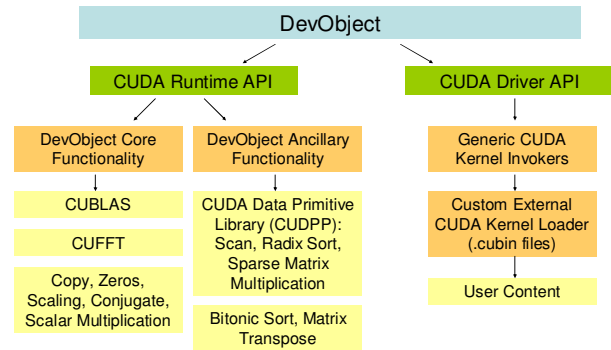 DevObject
CUDA Runtime API
CUDA Driver API
DevObject Core
Functionality
DevObject Ancillary
Functionality
Generic CUDA
Kernel Invokers
CUBLAS
CUFFT
Copy, Zeros,
Scaling, Conjugate,
Scalar Multiplication
CUDA Data Primitive
Library (CUDPP):
Scan, Radix Sort,
Sparse Matrix
Multiplication
Bitonic Sort, Matrix
Transpose
Custom External
CUDA Kernel Loader
(.cubin files)
User Content